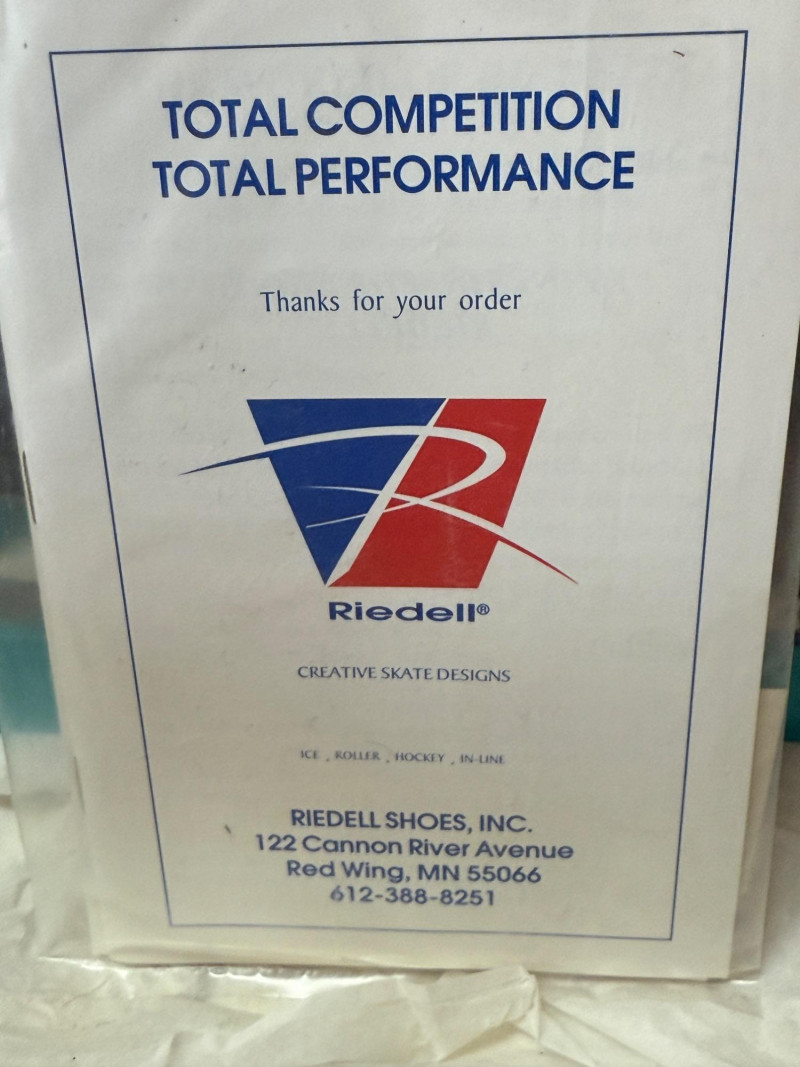 TOTAL COMPETITION
TOTAL PERFORMANCE
Thanks for your order
R
Riedell®
CREATIVE SKATE DESIGNS
ICE , ROLLER , HOCKEY , IN-LINE
RIEDELL SHOES, INC.
122 Cannon River Avenue
Red Wing, MN 55066
612-388-8251